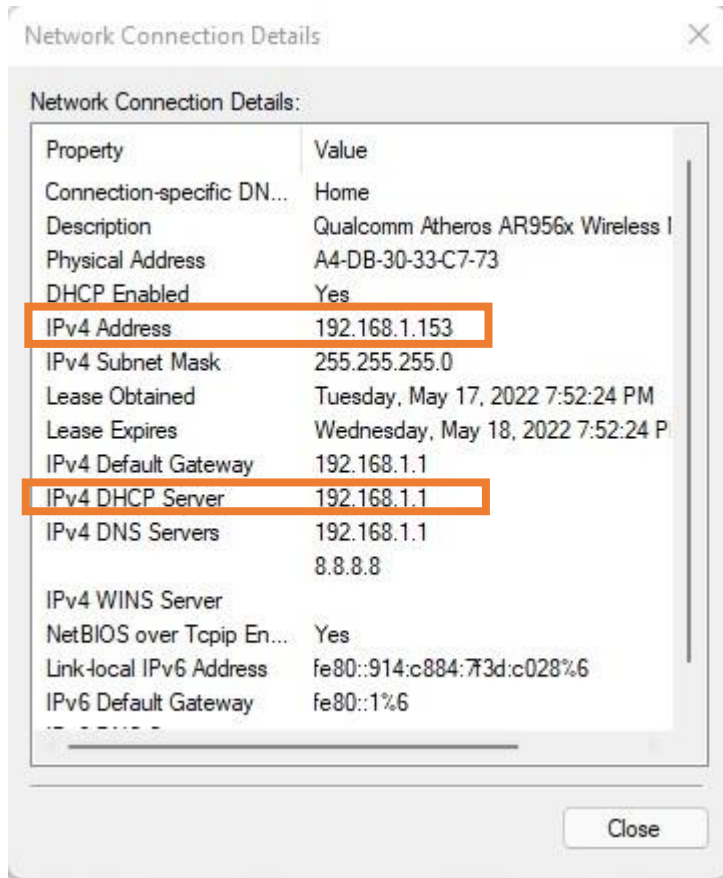 Network Connection Details
Network Connection Details:
Property Value
Connection-specific DN... Home
Description Qualcomm Atheros AR956x Wireless
Physical Address A4-DB-30-33-C7-73
DHCP Enabled Yes
IPv4 Address 192.168.1.153
IPv4 Subnet Mask 255.255.255.0
Lease Obtained Tuesday, May 17, 2022 7:52:24 PM
Lease Expires Wednesday, May 18, 2022 7:52:24 P
IPv4 Default Gateway 192.168.1.1
IPv4 DHCP Server 192.168.1.1
IPv4 DNS Servers 192.168.1.1
8.8.8.8
IPv4 WINS Server
NetBIOS over Tcpip En... Yes
Link-local IPv6 Address fe80::914:c884:7f3d:c028%6
IPv6 Default Gateway fe80::1%6
Close